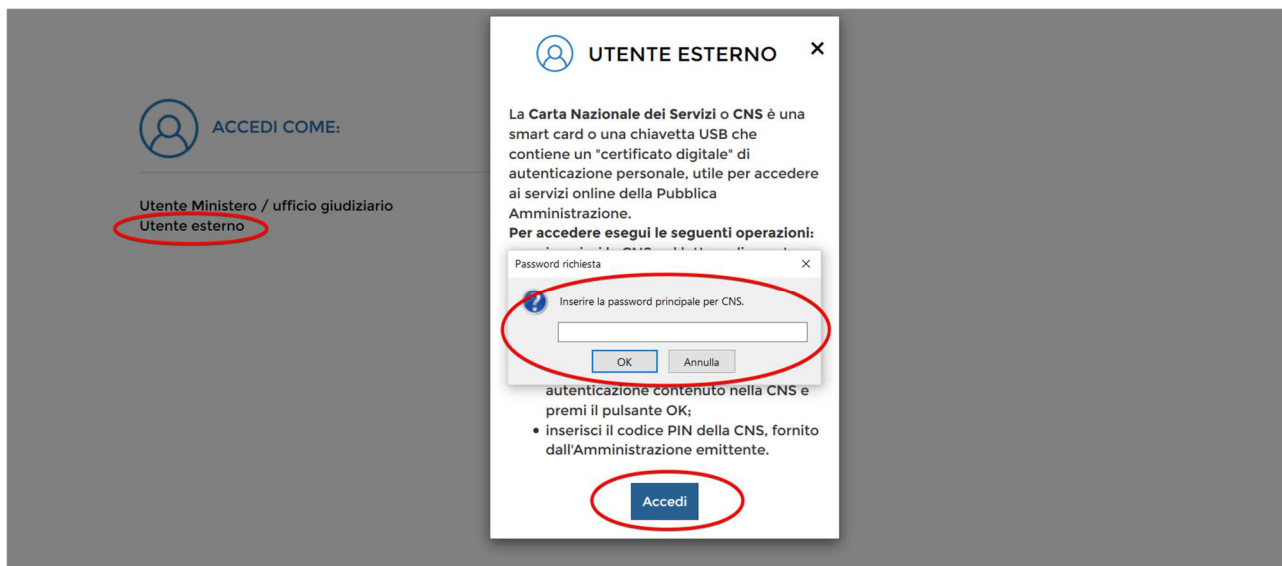 ACCEDI COME:
Utente Ministero / ufficio giudiziario
Utente esterno
UTENTE ESTERNO
La Carta Nazionale dei Servizi o CNS è una
smart card o una chiavetta USB che
contiene un "certificato digitale" di
autenticazione personale, utile per accedere
ai servizi online della Pubblica
Amministrazione.
Per accedere esegui le seguenti operazioni:
Password richiesta
Inserire la password principale per CNS.
OK Annulla
autenticazione contenuto nella CNS e
premi il pulsante OK;
• inserisci il codice PIN della CNS, fornito
dall'Amministrazione emittente.
Accedi